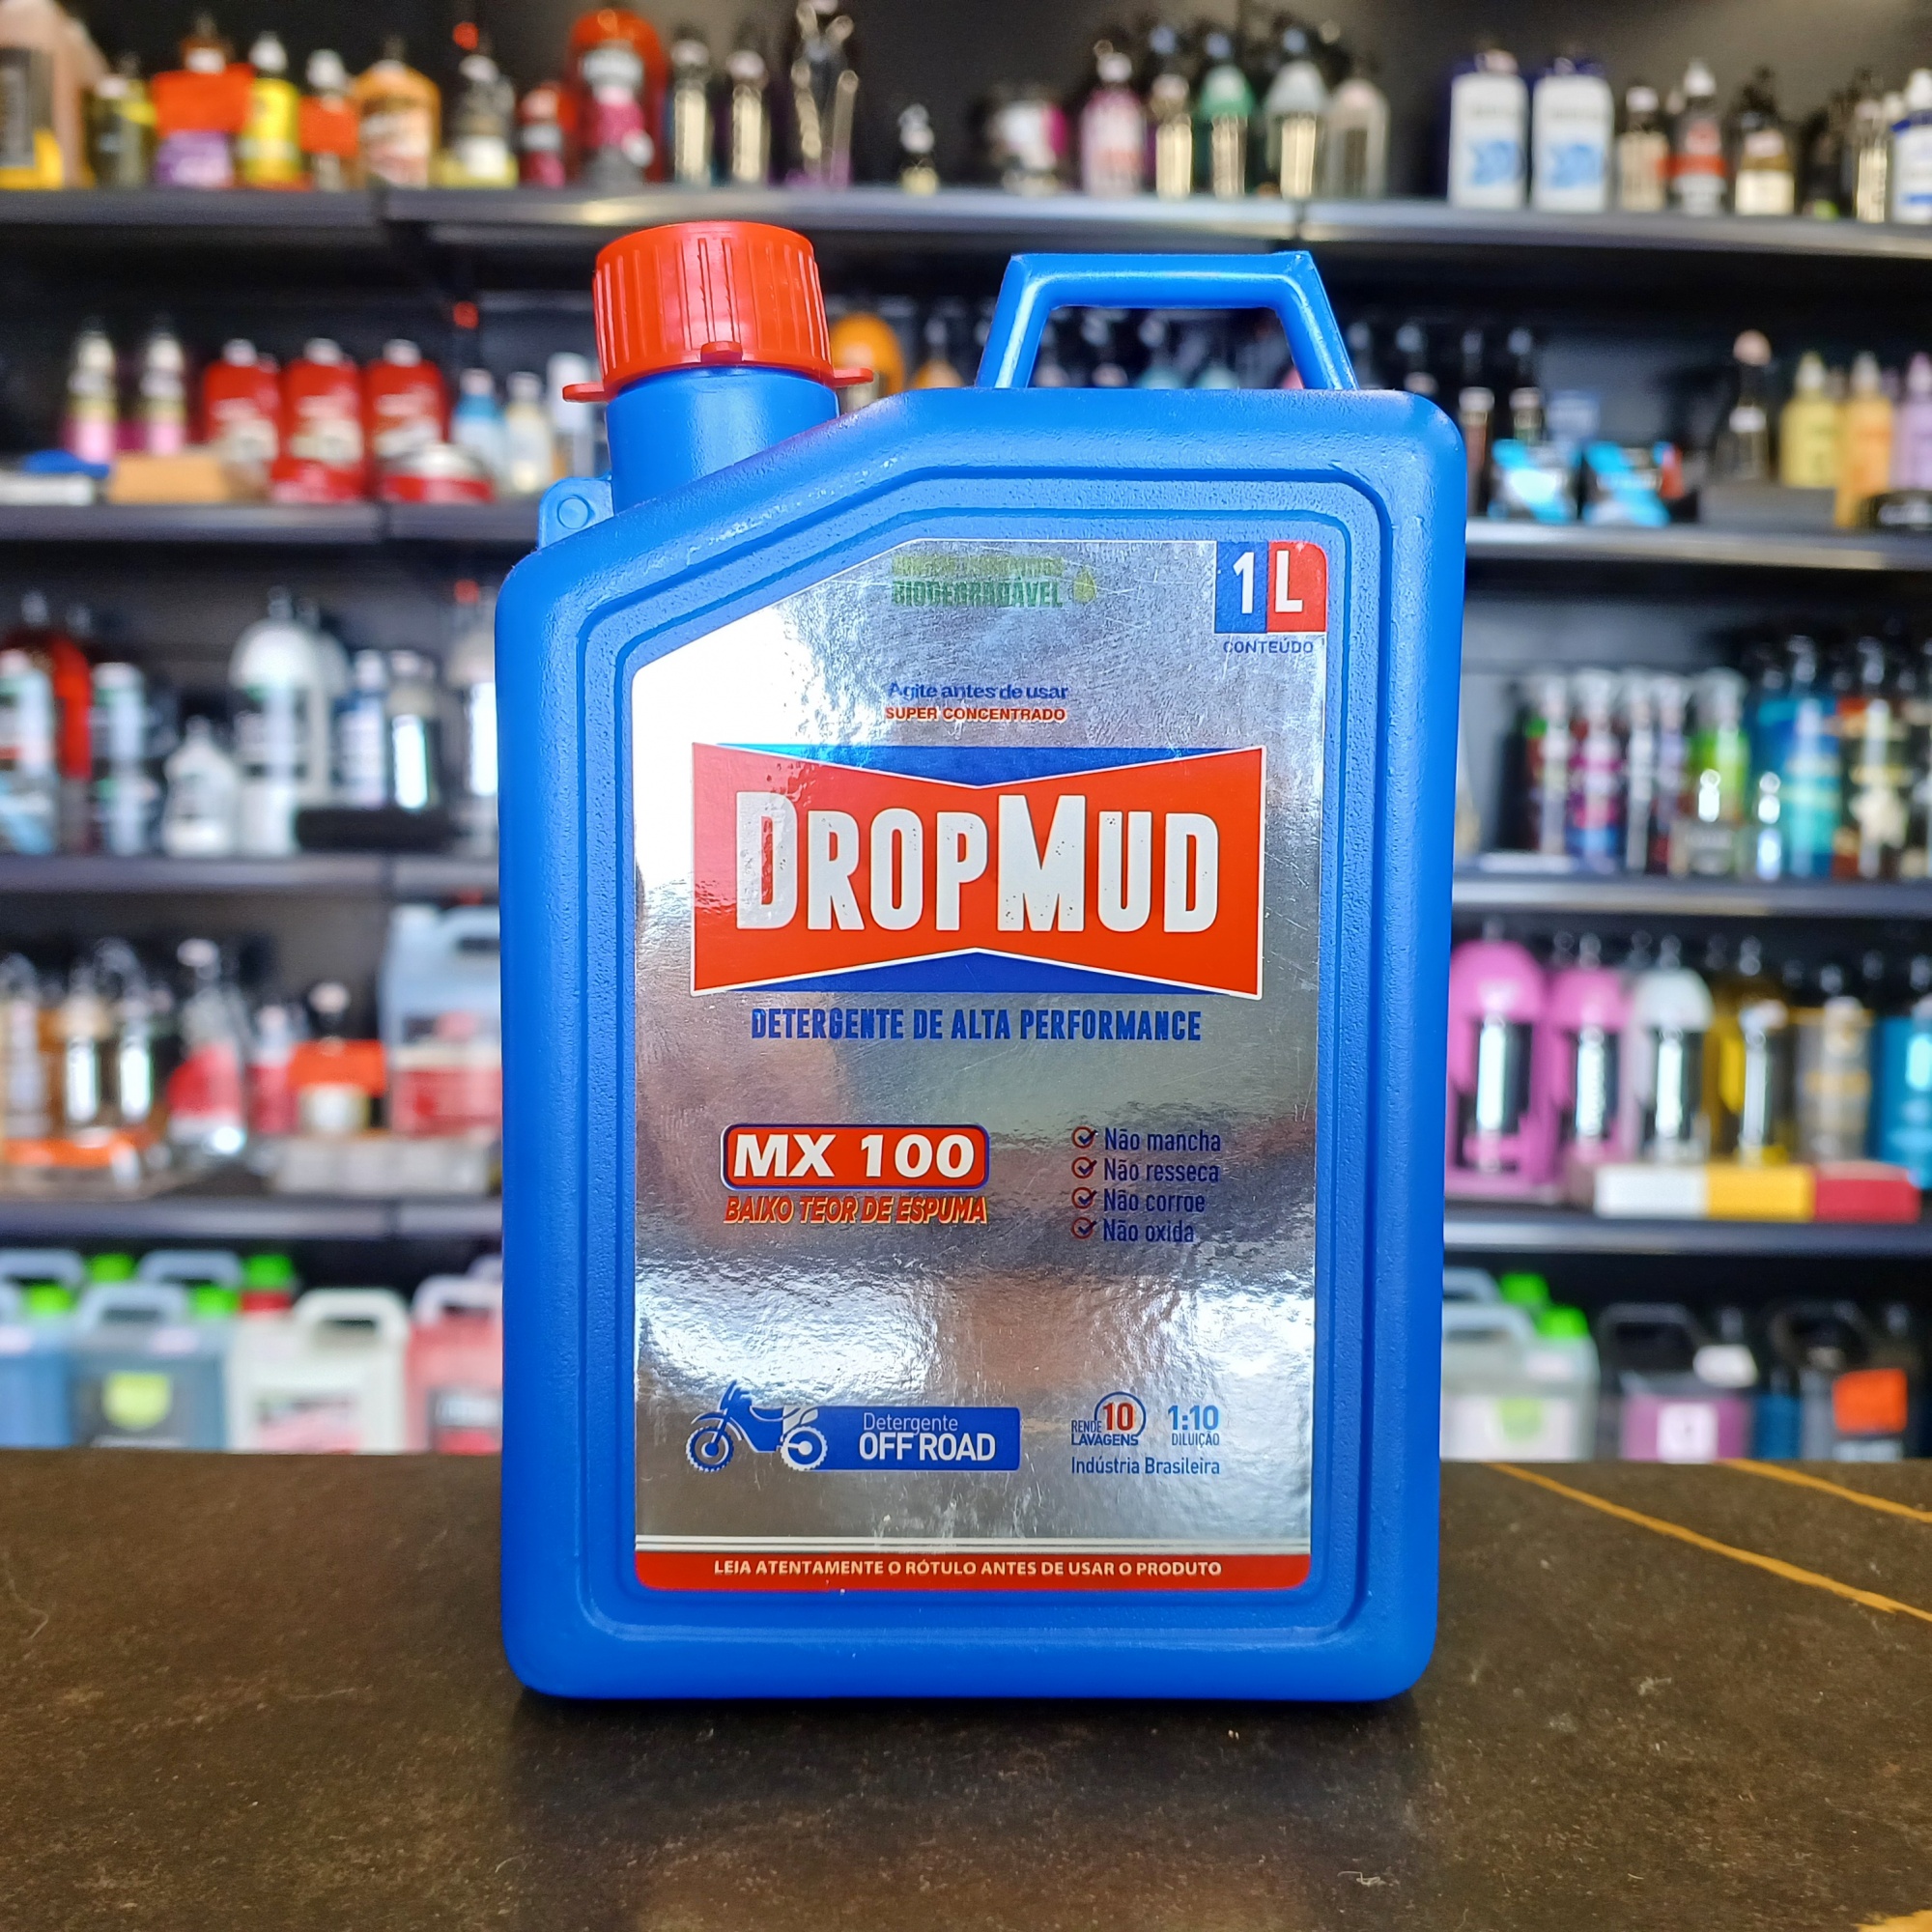 BIODEGRADÁVEL
1 L
CONTEÚDO
Agite antes de usar
SUPER CONCENTRADO
DROPMUD
DETERGENTE DE ALTA PERFORMANCE
MX 100
BAIXO TEOR DE ESPUMA
Não mancha
Não resseca
Não corroe
Não oxida
Detergente
OFF ROAD
RENDE 10
LAVAGENS
1:10
DILUIÇÃO
Indústria Brasileira
LEIA ATENTAMENTE O RÓTULO ANTES DE USAR O PRODUTO